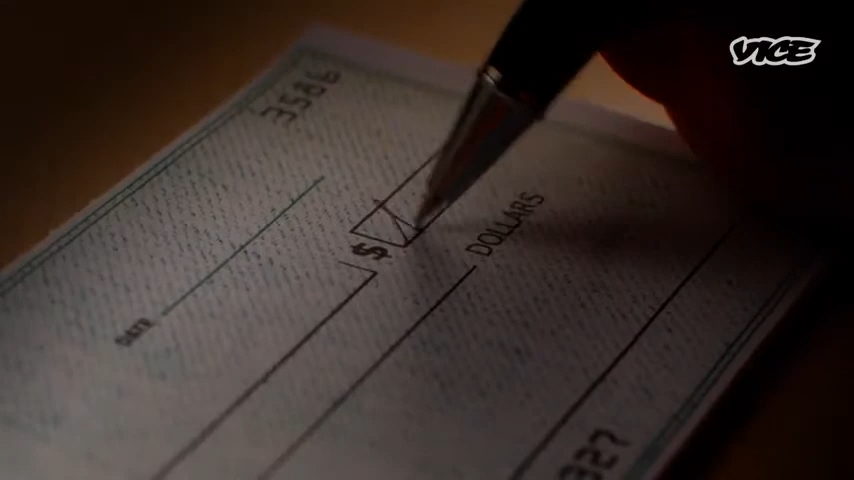 VICE
3586
DATE
$
DOLLARS
327